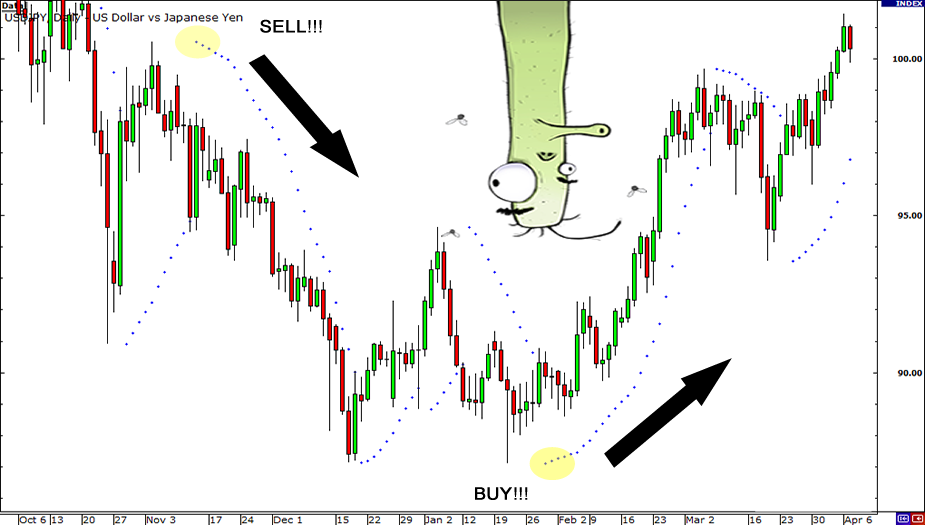 Data
INDEX
USDJPY, Daily - US Dollar vs Japanese Yen
SELL!!!
100.00
95.00
90.00
BUY!!!
Oct 6 13 20 27 Nov 3 17 24 Dec 1 15 22 29 Jan 2 12 19 26 Feb 2 9 16 23 Mar 2 16 23 30 Apr 6